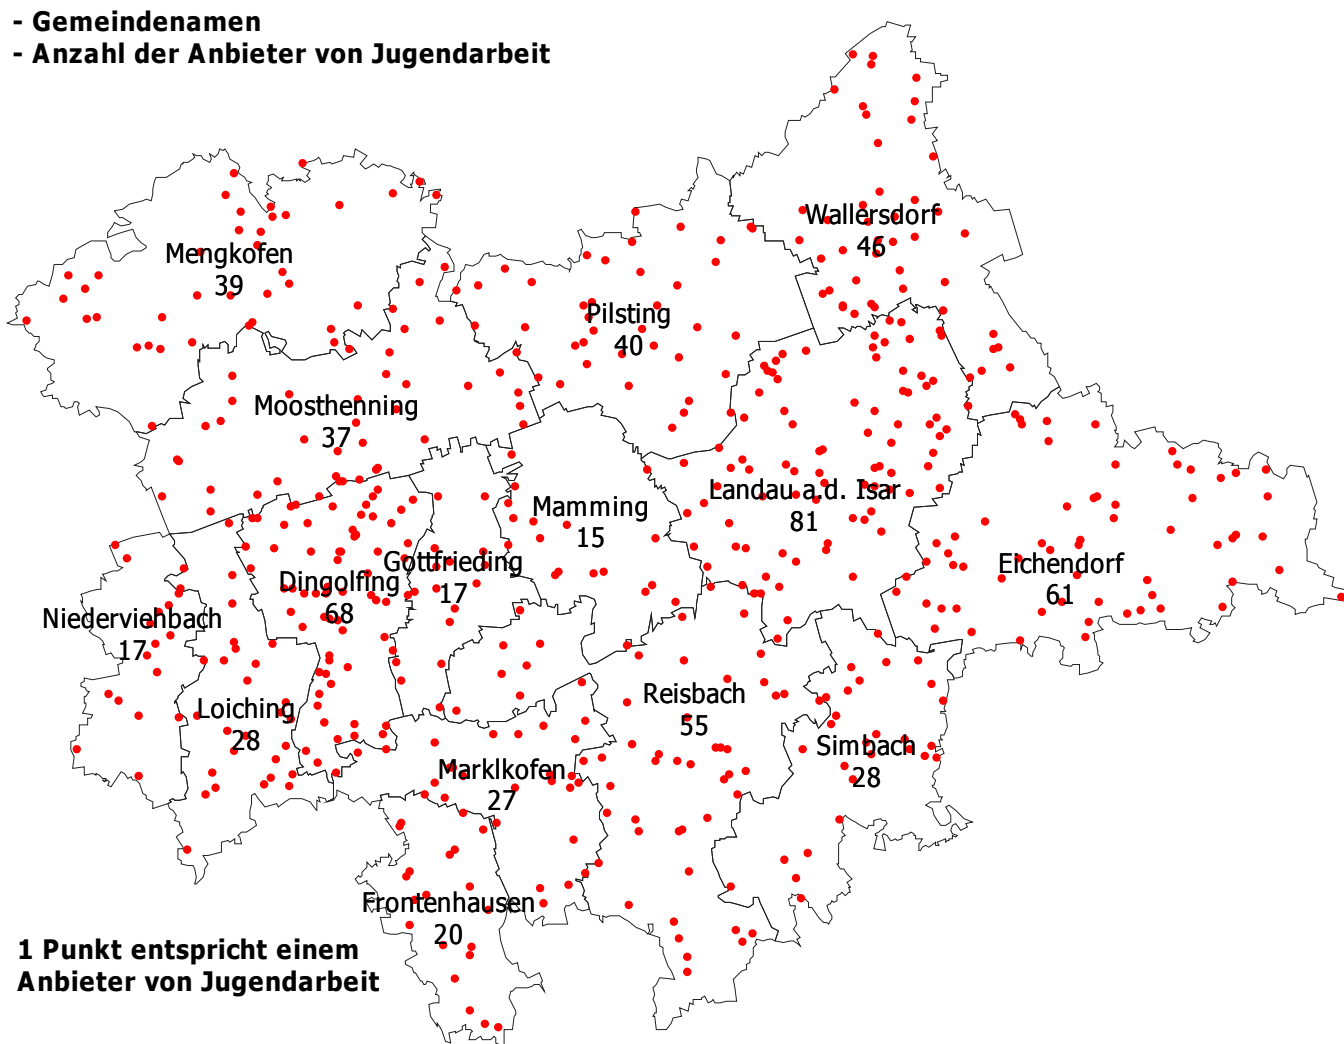 - Gemeindenamen
- Anzahl der Anbieter von Jugendarbeit
Wallersdorf
46
Mengkofen
39
Pilsting
40
Moosthenning
37
Landau a.d. Isar
81
Mamming
15
Gottfrieding
17
Eichendorf
61
Dingolfing
68
Niederviehbach
17
Reisbach
55
Loiching
28
Simbach
28
Marklkofen
27
Frontenhausen
20
1 Punkt entspricht einem
Anbieter von Jugendarbeit